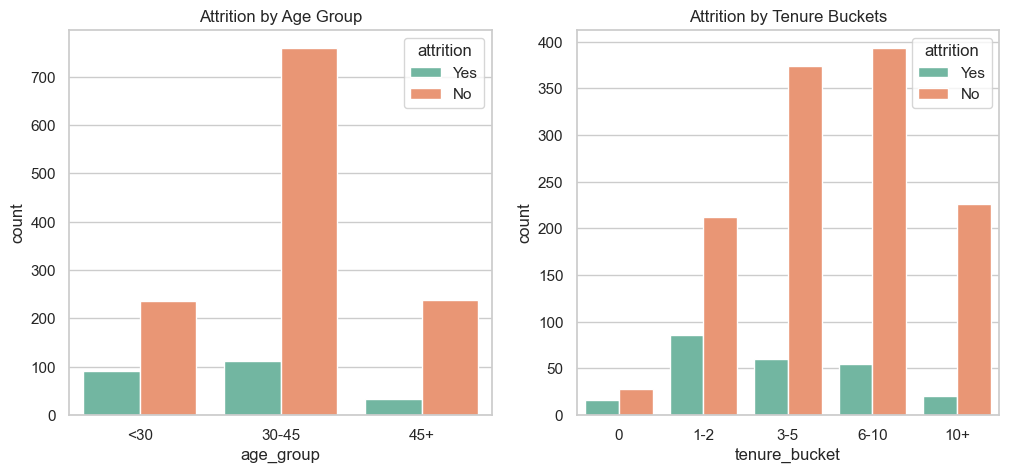 Attrition by Age Group
attrition
Yes
No
700
600
500
400
300
200
100
0
count
<30
30-45
45+
age_group
Attrition by Tenure Buckets
attrition
Yes
No
400
350
300
250
200
150
100
50
0
count
0
1-2
3-5
6-10
10+
tenure_bucket